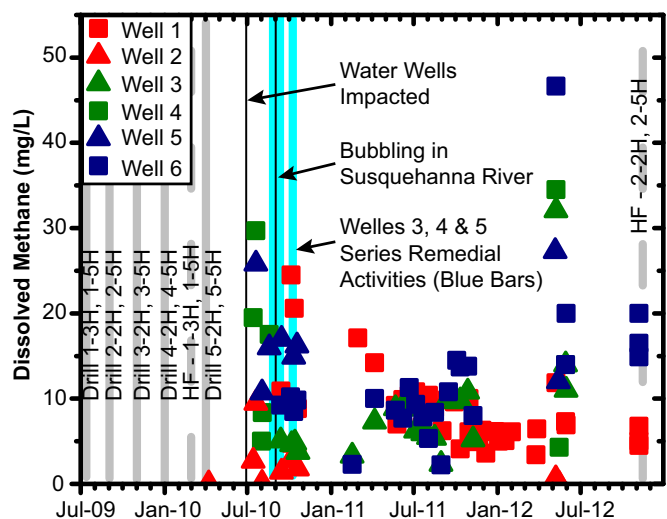 Dissolved Methane (mg/L)
50
40
30
20
10
0
Well 1
Well 2
Well 3
Well 4
Well 5
Well 6
Water Wells
Impacted
Bubbling in
Susquehanna River
Welles 3, 4 & 5
Series Remedial
Activities (Blue Bars)
Drill 1-3H, 1-5H
Drill 2-2H, 2-5H
Drill 3-2H, 3-5H
Drill 4-2H, 4-5H
HF - 1-3H, 1-5H
Drill 5-2H, 5-5H
HF - 2-2H, 2-5H
Jul-09
Jan-10
Jul-10
Jan-11
Jul-11
Jan-12
Jul-12